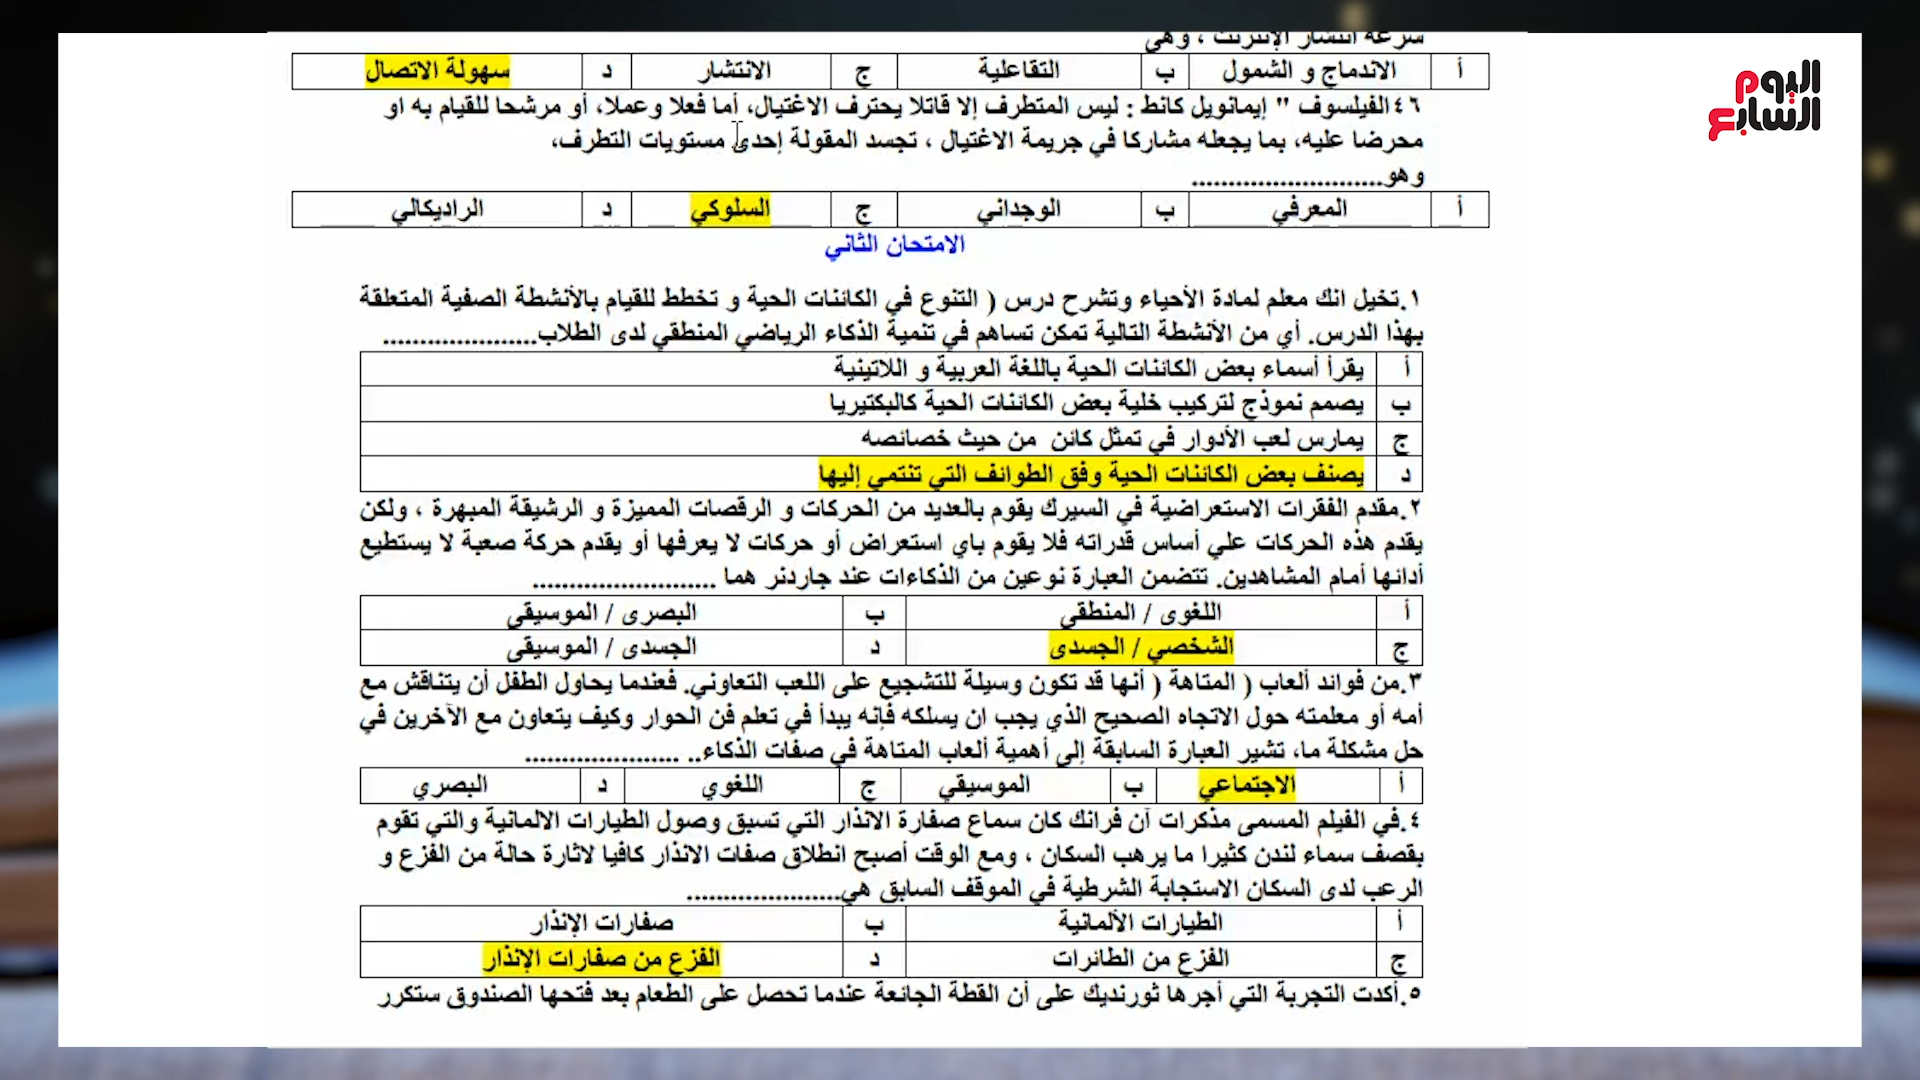 اليوم السابع
سرعة انتشار الإنترنت ، وهي
أ الاندماج و الشمول ب التفاعلية ج الانتشار د سهولة الاتصال
٤٦ الفيلسوف " إيمانويل كانط : ليس المتطرف إلا قاتلا يحترف الاغتيال، أما فعلا وعملا، أو مرشحا للقيام به او
محرضا عليه، بما يجعله مشاركا في جريمة الاغتيال ، تجسد المقولة إحدى مستويات التطرف،
وهو..........................
أ المعرفي ب الوجداني ج السلوكي د الراديكالي
الامتحان الثاني
١.تخيل انك معلم لمادة الأحياء وتشرح درس ( التنوع في الكائنات الحية و تخطط للقيام بالأنشطة الصفية المتعلقة
بهذا الدرس. أي من الأنشطة التالية تمكن تساهم في تنمية الذكاء الرياضي المنطقي لدى الطلاب.....................
أ يقرأ أسماء بعض الكائنات الحية باللغة العربية و اللاتينية
ب يصمم نموذج لتركيب خلية بعض الكائنات الحية كالبكتيريا
ج يمارس لعب الأدوار في تمثل كائن من حيث خصائصه
د يصنف بعض الكائنات الحية وفق الطوائف التي تنتمي إليها
٢.مقدم الفقرات الاستعراضية في السيرك يقوم بالعديد من الحركات و الرقصات المميزة و الرشيقة المبهرة ، ولكن
يقدم هذه الحركات علي أساس قدراته فلا يقوم باي استعراض أو حركات لا يعرفها أو يقدم حركة صعبة لا يستطيع
أدائها أمام المشاهدين. تتضمن العبارة نوعين من الذكاءات عند جاردنر هما .........................
أ اللغوى / المنطقي ب البصرى / الموسيقي
ج الشخصي / الجسدى د الجسدى / الموسيقى
٣.من فوائد ألعاب ( المتاهة ( أنها قد تكون وسيلة للتشجيع على اللعب التعاوني. فعندما يحاول الطفل أن يتناقش مع
أمه أو معلمته حول الاتجاه الصحيح الذي يجب ان يسلكه فإنه يبدأ في تعلم فن الحوار وكيف يتعاون مع الآخرين في
حل مشكلة ما، تشير العبارة السابقة إلى أهمية ألعاب المتاهة في صفات الذكاء.. .....................
أ الاجتماعي ب الموسيقي ج اللغوي د البصري
٤.في الفيلم المسمى مذكرات آن فرانك كان سماع صفارة الانذار التي تسبق وصول الطيارات الالمانية والتي تقوم
بقصف سماء لندن كثيرا ما يرهب السكان ، ومع الوقت أصبح انطلاق صفات الانذار كافيا لاثارة حالة من الفزع و
الرعب لدى السكان الاستجابة الشرطية في الموقف السابق هي.....................
أ الطيارات الألمانية ب صفارات الإنذار
ج الفزع من الطائرات د الفزع من صفارات الإنذار
٥.أكدت التجربة التي أجرها ثورنديك على أن القطة الجائعة عندما تحصل على الطعام بعد فتحها الصندوق ستكرر